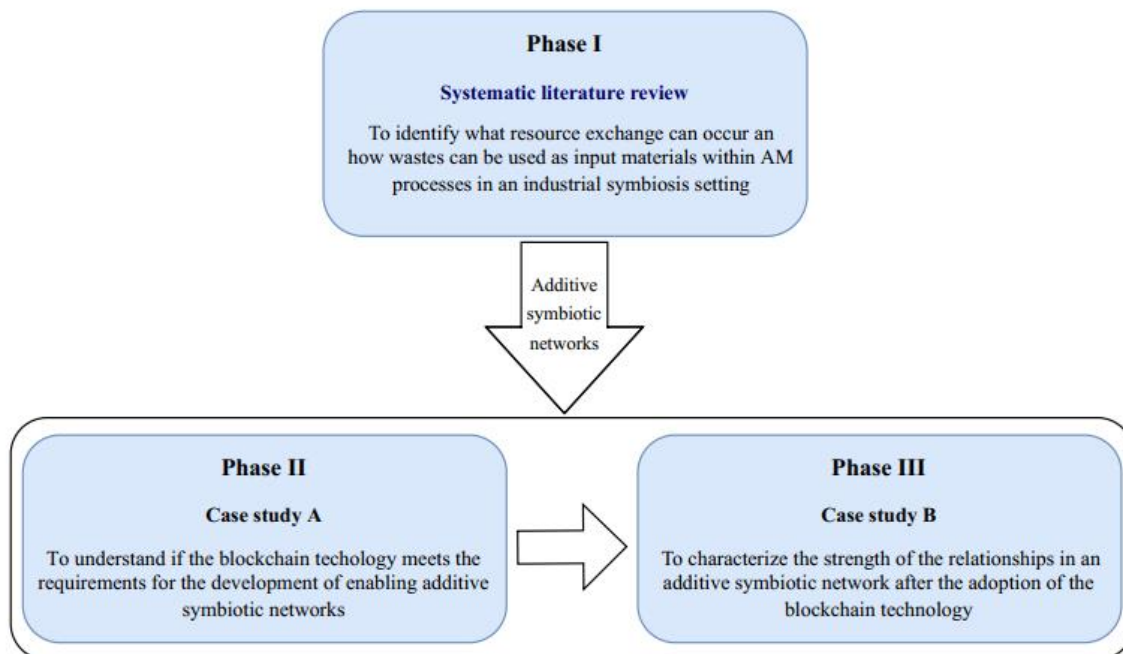 Phase I
Systematic literature review
To identify what resource exchange can occur an
how wastes can be used as input materials within AM
processes in an industrial symbiosis setting
Additive
symbiotic
networks
Phase II
Case study A
To understand if the blockchain techology meets the
requirements for the development of enabling additive
symbiotic networks
Phase III
Case study B
To characterize the strength of the relationships in an
additive symbiotic network after the adoption of the
blockchain technology